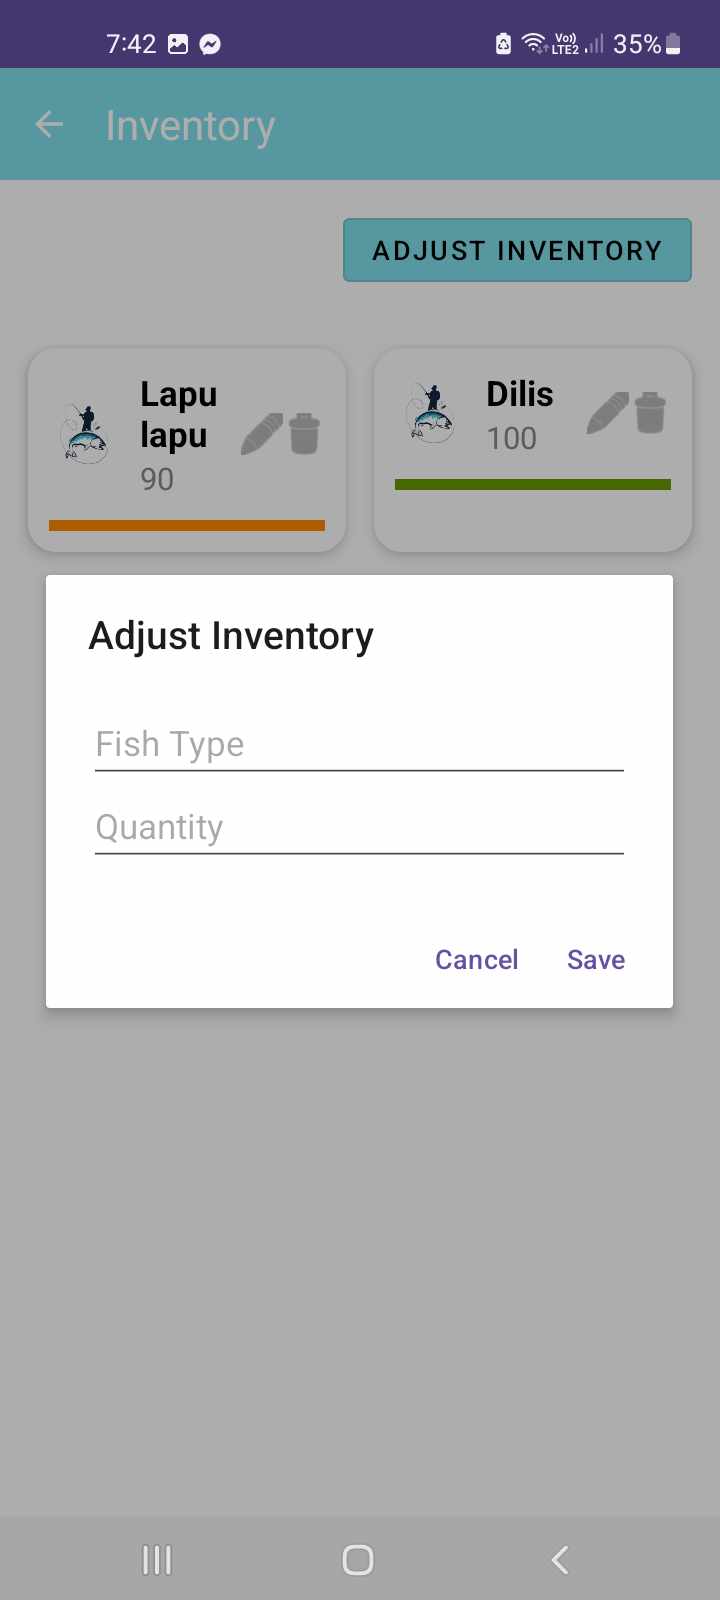 7:42
Vo))
LTE2
35%
Inventory
ADJUST INVENTORY
Lapu
lapu
90
Dilis
100
Adjust Inventory
Fish Type
Quantity
Cancel
Save